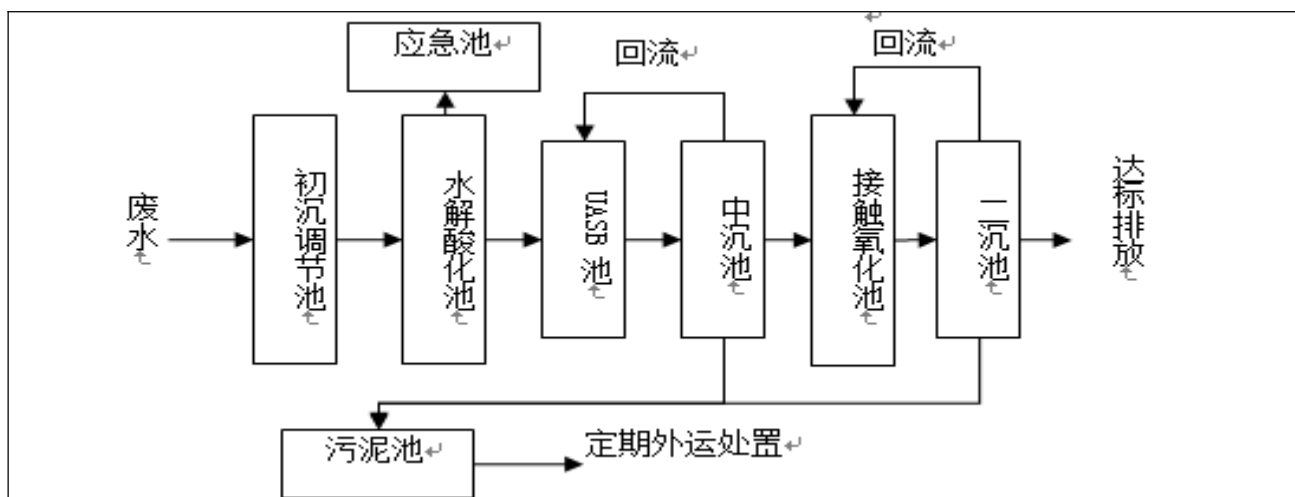 应急池
回流
回流
废水
初沉调节池
水解酸化池
UASB 池
中沉池
接触氧化池
二沉池
达标排放
污泥池
定期外运处置